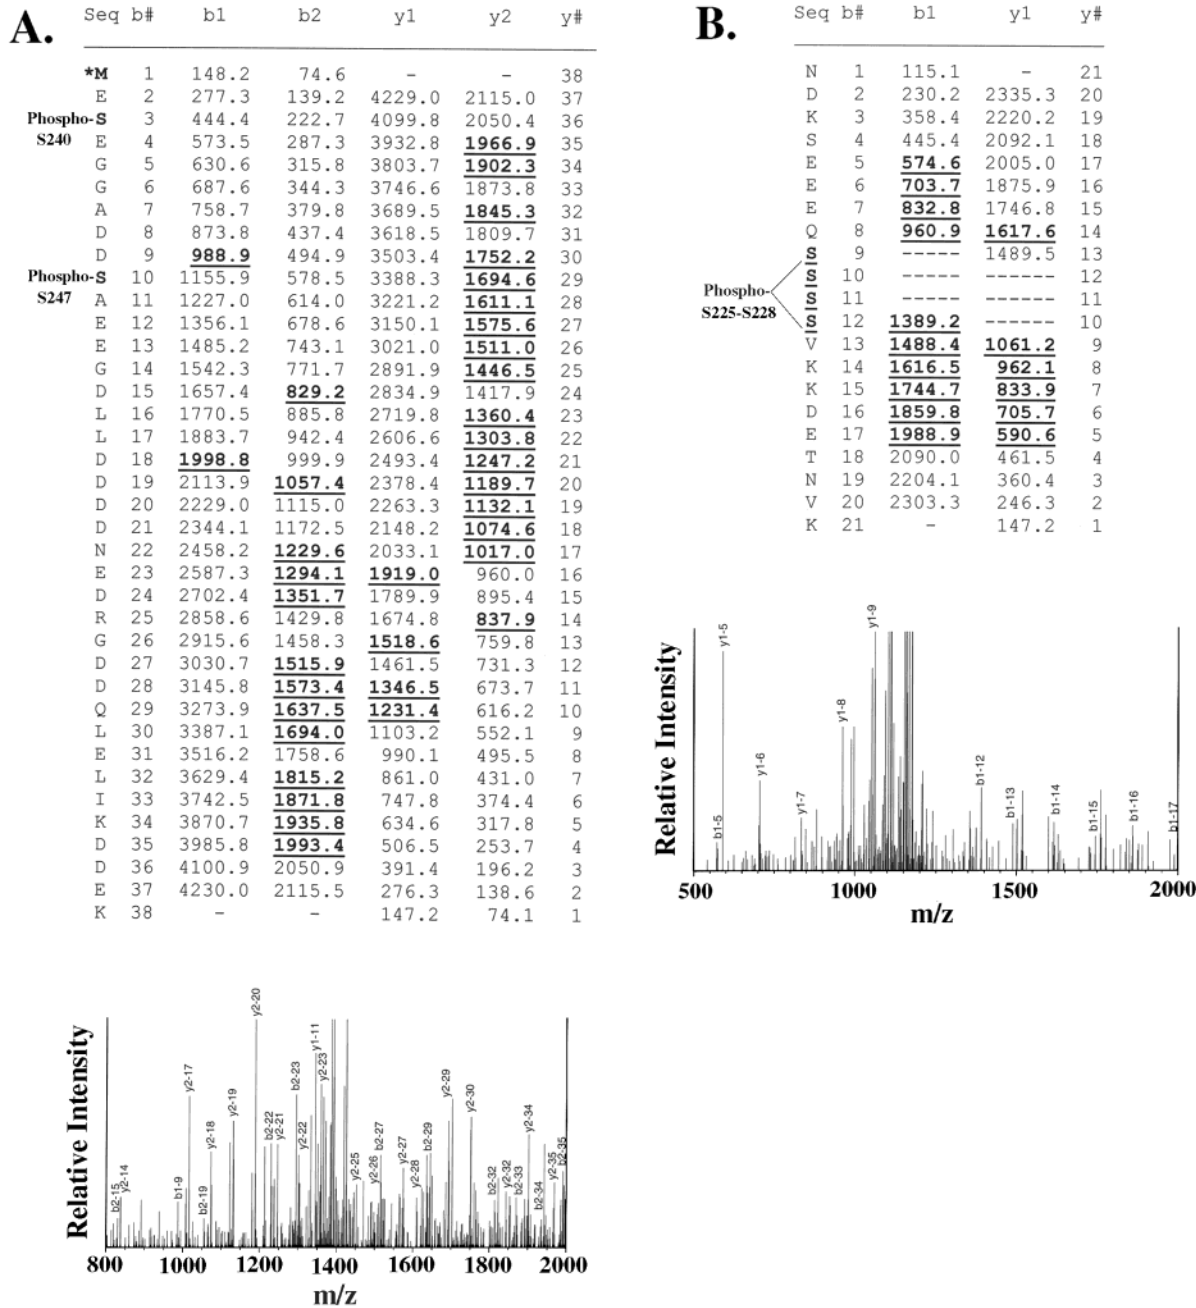 A.
Seq b# b1 b2 y1 y2 y#
*M 1 148.2 74.6 - - 38
E 2 277.3 139.2 4229.0 2115.0 37
Phospho-S 3 444.4 222.7 4099.8 2050.4 36
S240
E 4 573.5 287.3 3932.8 1966.9 35
G 5 630.6 315.8 3803.7 1902.3 34
G 6 687.6 344.3 3746.6 1873.8 33
A 7 758.7 379.8 3689.5 1845.3 32
D 8 873.8 437.4 3618.5 1809.7 31
D 9 988.9 494.9 3503.4 1752.2 30
Phospho-S 10 1155.9 578.5 3388.3 1694.6 29
S247
A 11 1227.0 614.0 3221.2 1611.1 28
E 12 1356.1 678.6 3150.1 1575.6 27
E 13 1485.2 743.1 3021.0 1511.0 26
G 14 1542.3 771.7 2891.9 1446.5 25
D 15 1657.4 829.2 2834.9 1417.9 24
L 16 1770.5 885.8 2719.8 1360.4 23
L 17 1883.7 942.4 2606.6 1303.8 22
D 18 1998.8 999.9 2493.4 1247.2 21
D 19 2113.9 1057.4 2378.4 1189.7 20
D 20 2229.0 1115.0 2263.3 1132.1 19
D 21 2344.1 1172.5 2148.2 1074.6 18
N 22 2458.2 1229.6 2033.1 1017.0 17
E 23 2587.3 1294.1 1919.0 960.0 16
D 24 2702.4 1351.7 1789.9 895.4 15
R 25 2858.6 1429.8 1674.8 837.9 14
G 26 2915.6 1458.3 1518.6 759.8 13
D 27 3030.7 1515.9 1461.5 731.3 12
D 28 3145.8 1573.4 1346.5 673.7 11
Q 29 3273.9 1637.5 1231.4 616.2 10
L 30 3387.1 1694.0 1103.2 552.1 9
E 31 3516.2 1758.6 990.1 495.5 8
L 32 3629.4 1815.2 861.0 431.0 7
I 33 3742.5 1871.8 747.8 374.4 6
K 34 3870.7 1935.8 634.6 317.8 5
D 35 3985.8 1993.4 506.5 253.7 4
D 36 4100.9 2050.9 391.4 196.2 3
E 37 4230.0 2115.5 276.3 138.6 2
K 38 - - 147.2 74.1 1
Relative Intensity
b2-15
y2-14
b1-9
y2-17
b2-19
y2-18
y2-19
y2-20
b2-22
y2-21
b2-23
y2-22
y1-11
y2-23
y2-25
y2-26
b2-27
y2-27
y2-28
b2-29
y2-29
y2-30
b2-32
y2-32
b2-33
y2-34
b2-34
y2-35
b2-35
800 1000 1200 1400 1600 1800 2000
m/z
B.
Seq b# b1 y1 y#
N 1 115.1 - 21
D 2 230.2 2335.3 20
K 3 358.4 2220.2 19
S 4 445.4 2092.1 18
E 5 574.6 2005.0 17
E 6 703.7 1875.9 16
E 7 832.8 1746.8 15
Q 8 960.9 1617.6 14
S 9 ----- 1489.5 13
S 10 ----- ------ 12
Phospho-
S225-S228
S 11 ----- ------ 11
S 12 1389.2 ------ 10
V 13 1488.4 1061.2 9
K 14 1616.5 962.1 8
K 15 1744.7 833.9 7
D 16 1859.8 705.7 6
E 17 1988.9 590.6 5
T 18 2090.0 461.5 4
N 19 2204.1 360.4 3
V 20 2303.3 246.3 2
K 21 - 147.2 1
Relative Intensity
b1-5
y1-5
y1-6
y1-7
y1-8
y1-9
b1-12
b1-13
b1-14
b1-15
b1-16
b1-17
500 1000 1500 2000
m/z